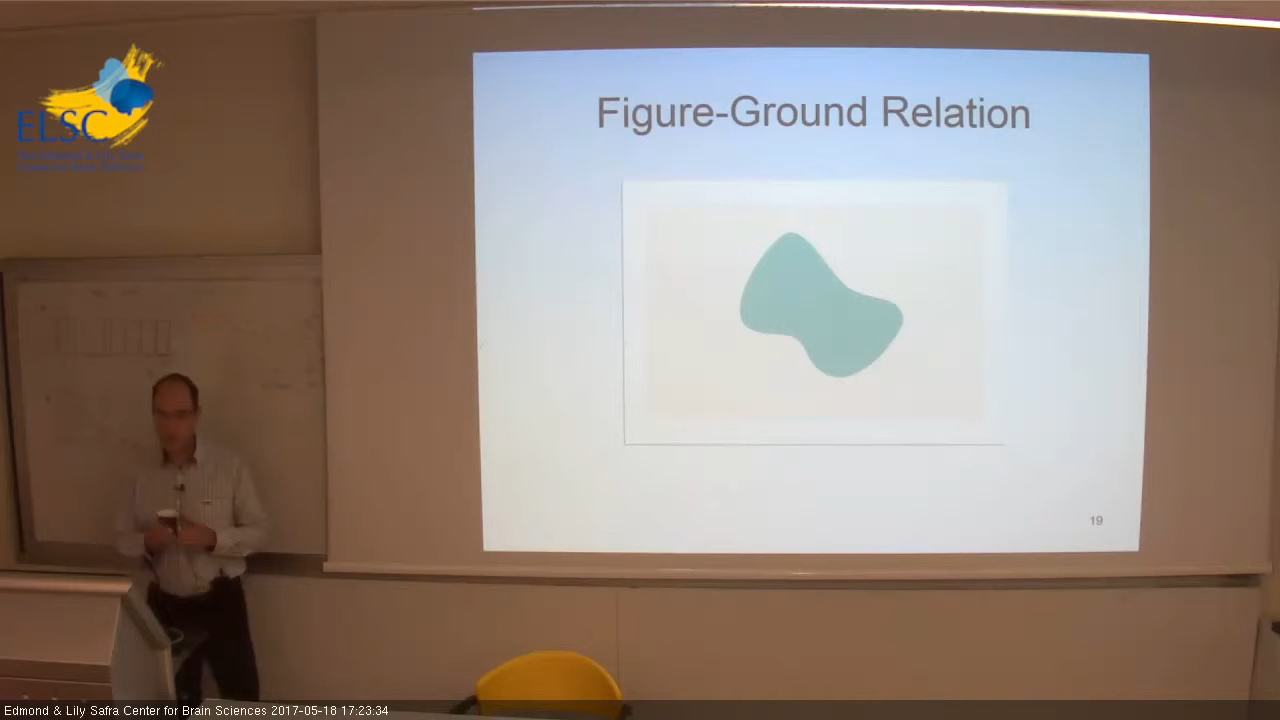 ELSC
Figure-Ground Relation
19
Edmond & Lily Safra Center for Brain Sciences 2017-05-18 17:23:34